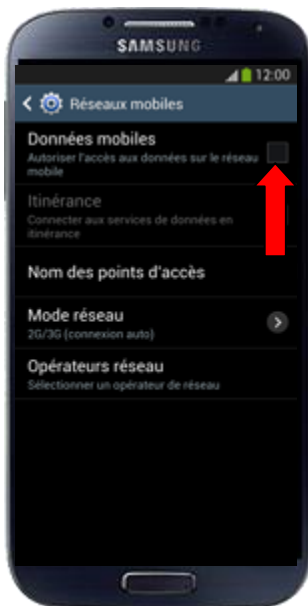 SAMSUNG
12:00
Réseaux mobiles
Données mobiles
Autoriser l'accès aux données sur le réseau
mobile
Itinérance
Connecter aux services de données en
itinérance
Nom des points d'accès
Mode réseau
2G/3G (connexion auto)
Opérateurs réseau
Sélectionner un opérateur de réseau